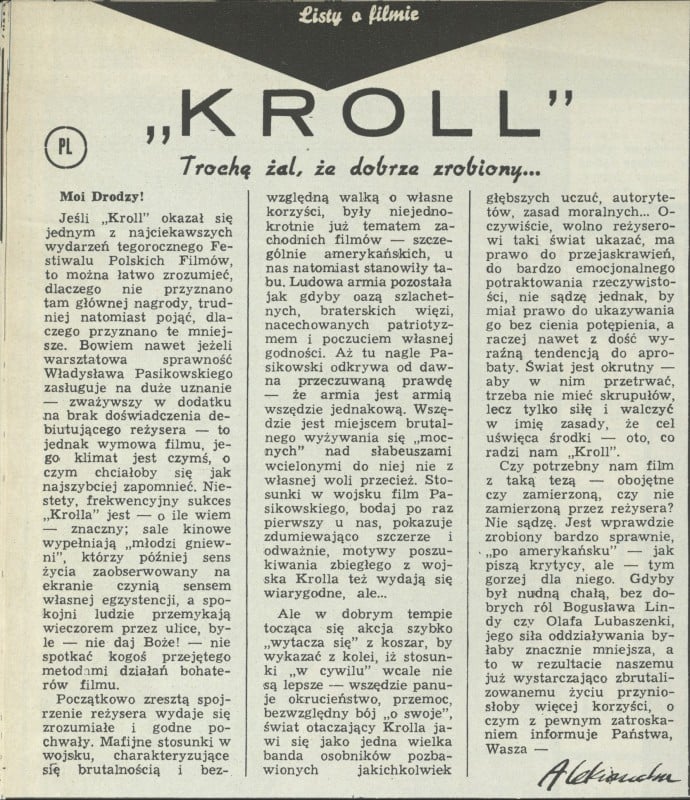 Listy o filmie
„KROLL”
PL
Trochę żal, że dobrze zrobiony...
Moi Drodzy!
Jeśli „Kroll” okazał się
jednym z najciekawszych
wydarzeń tegorocznego Fe-
stiwalu Polskich Filmów,
to można łatwo zrozumieć,
dlaczego nie przyznano
tam głównej nagrody, trud-
niej natomiast pojąć, dla-
czego przyznano te mniej-
sze. Bowiem nawet jeżeli
warsztatowa sprawność
Władysława Pasikowskiego
zasługuje na duże uznanie
— zważywszy w dodatku
na brak doświadczenia de-
biutującego reżysera — to
jednak wymowa filmu, je-
go klimat jest czymś, o
czym chciałoby się jak
najszybciej zapomnieć. Nie-
stety, frekwencyjny sukces
„Krolla” jest — o ile wiem
— znaczny; sale kinowe
wypełniają „młodzi gniew-
ni”, którzy później sens
życia zaobserwowany na
ekranie czynią sensem
własnej egzystencji, a spo-
kojni ludzie przemykają
wieczorem przez ulice, by-
le — nie daj Boże! — nie
spotkać kogoś przejętego
metodami działań bohate-
rów filmu.
Początkowo zresztą spoj-
rzenie reżysera wydaje się
zrozumiałe i godne po-
chwały. Mafijne stosunki w
wojsku, charakteryzujące
się brutalnością i bez-
względną walką o własne
korzyści, były niejedno-
krotnie już tematem za-
chodnich filmów — szcze-
gólnie amerykańskich, u
nas natomiast stanowiły ta-
bu. Ludowa armia pozostała
jak gdyby oazą szlachet-
nych, braterskich więzi,
nacechowanych patriotyz-
mem i poczuciem własnej
godności. Aż tu nagle Pa-
sikowski odkrywa od daw-
na przeczuwaną prawdę
— że armia jest armią
wszędzie jednakową. Wszę-
dzie jest miejscem brutal-
nego wyżywania się „moc-
nych” nad słabeuszami
wcielonymi do niej nie z
własnej woli przecież. Sto-
sunki w wojsku film Pa-
sikowskiego, bodaj po raz
pierwszy u nas, pokazuje
zdumiewająco szczerze i
odważnie, motywy poszu-
kiwania zbiegłego z woj-
ska Krolla też wydają się
wiarygodne, ale...
Ale w dobrym tempie
tocząca się akcja szybko
„wytacza się” z koszar, by
wykazać z kolei, iż stosun-
ki „w cywilu” wcale nie
są lepsze — wszędzie panu-
je okrucieństwo, przemoc,
bezwzględny bój „o swoje”,
świat otaczający Krolla ja-
wi się jako jedna wielka
banda osobników pozba-
wionych jakichkolwiek
głębszych uczuć, autoryte-
tów, zasad moralnych... O-
czywiście, wolno reżysero-
wi taki świat ukazać, ma
prawo do przejaskrawień,
do bardzo emocjonalnego
potraktowania rzeczywisto-
ści, nie sądzę jednak, by
miał prawo do ukazywania
go bez cienia potępienia, a
raczej nawet z dość wy-
raźną tendencją do apro-
baty. Świat jest okrutny —
aby w nim przetrwać,
trzeba nie mieć skrupułów,
lecz tylko siłę i walczyć
w imię zasady, że cel
uświęca środki — oto, co
radzi nam „Kroll”.
Czy potrzebny nam film
z taką tezą — obojętne
czy zamierzoną, czy nie
zamierzoną przez reżysera?
Nie sądzę. Jest wprawdzie
zrobiony bardzo sprawnie,
„po amerykańsku” — jak
piszą krytycy, ale — tym
gorzej dla niego. Gdyby
był nudną chałą, bez do-
brych ról Bogusława Lin-
dy czy Olafa Lubaszenki,
jego siła oddziaływania by-
łaby znacznie mniejsza, a
to w rezultacie naszemu
już wystarczająco zbrutali-
zowanemu życiu przynio-
słoby więcej korzyści, o
czym z pewnym zatroska-
niem informuje Państwa,
Wasza —
Aleksandra